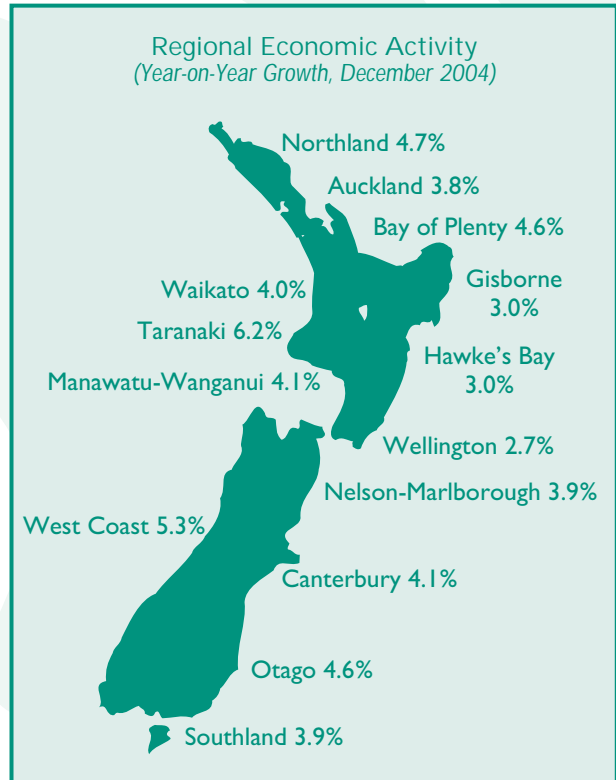 Regional Economic Activity
(Year-on-Year Growth, December 2004)
Northland 4.7%
Auckland 3.8%
Bay of Plenty 4.6%
Gisborne
3.0%
Waikato 4.0%
Taranaki 6.2%
Hawke’s Bay
3.0%
Manawatu-Wanganui 4.1%
Wellington 2.7%
Nelson-Marlborough 3.9%
West Coast 5.3%
Canterbury 4.1%
Otago 4.6%
Southland 3.9%